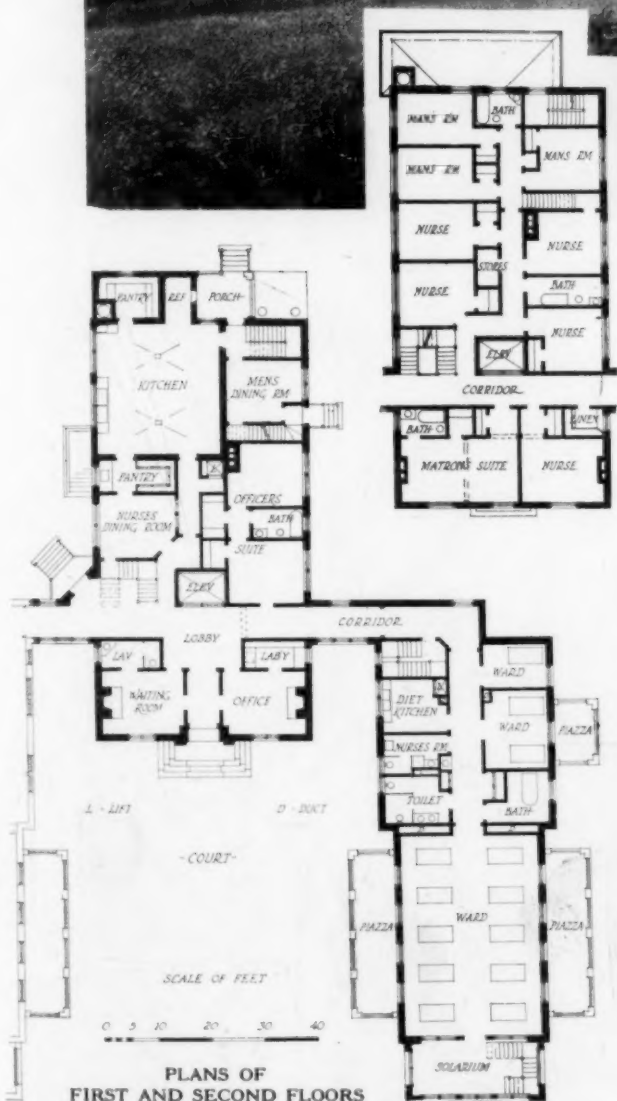 MANS RM
BATH
MANS RM
MANS RM
NURSE
NURSE
STORES
NURSE
BATH
NURSE
ELEV
CORRIDOR
BATH
LINEN
MATRONS SUITE
NURSE
PANTRY
REF
PORCH
KITCHEN
MENS
DINING RM
PANTRY
OFFICERS
NURSES
DINING ROOM
BATH
SUITE
ELEV
CORRIDOR
LOBBY
LAV
LABY
WARD
WAITING
ROOM
OFFICE
DIET
KITCHEN
WARD
PIAZZA
NURSES RM
TOILET
BATH
L - LIFT
D - DUCT
D
D
- COURT -
PIAZZA
WARD
PIAZZA
SCALE OF FEET
0 5 10 20 30 40
SOLARIUM
PLANS OF
FIRST AND SECOND FLOORS